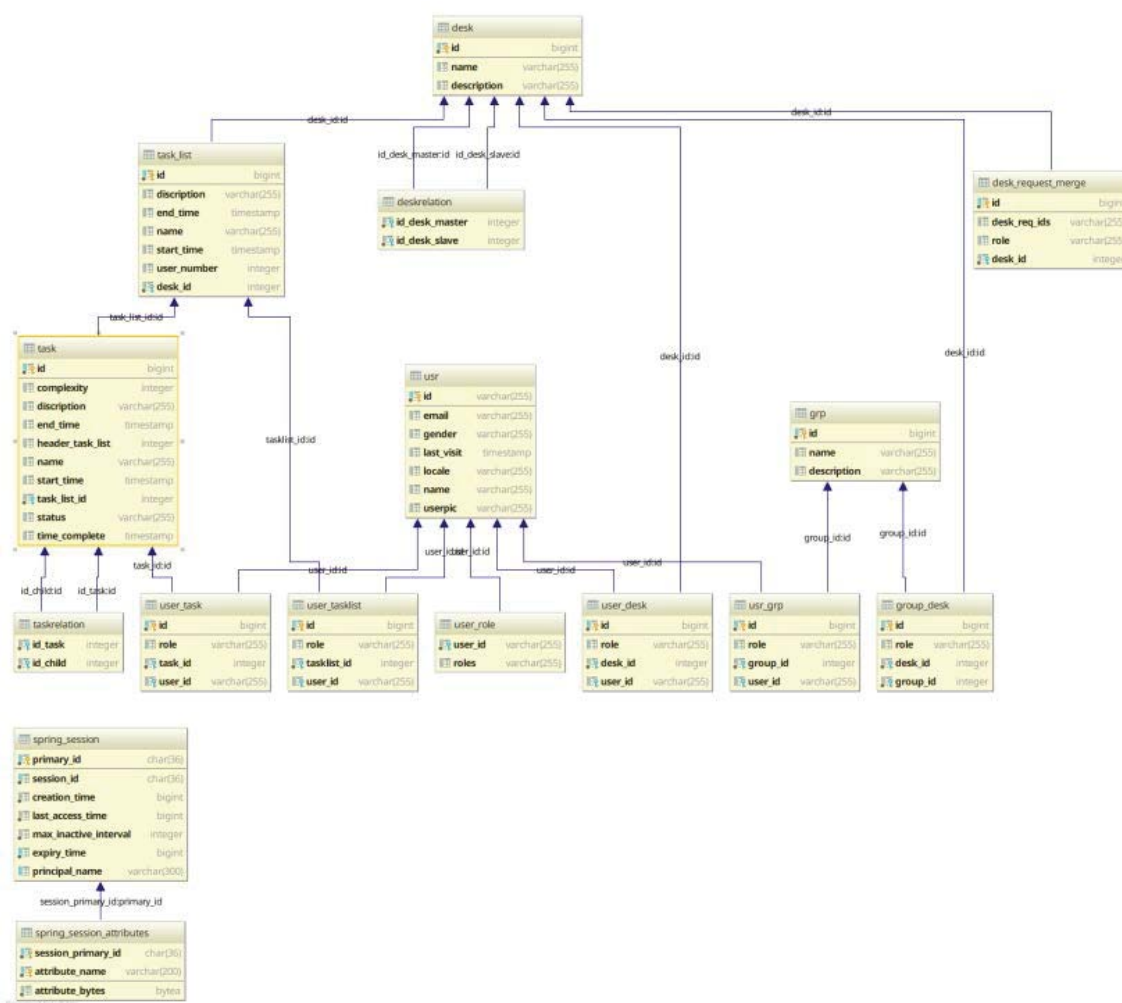 desk
id bigint
name varchar(255)
description varchar(255)
desk_id:id
desk_id:id
task_list
id bigint
discription varchar(255)
end_time timestamp
name varchar(255)
start_time timestamp
user_number integer
desk_id integer
id_desk_master:id
id_desk_slave:id
deskrelation
id_desk_master integer
id_desk_slave integer
desk_request_merge
id bigint
desk_req_ids varchar(255)
role varchar(255)
desk_id integer
task_list_id:id
task
id bigint
complexity integer
discription varchar(255)
end_time timestamp
header_task_list integer
name varchar(255)
start_time timestamp
task_list_id integer
status varchar(255)
time_complete timestamp
tasklist_id:id
usr
id varchar(255)
email varchar(255)
gender varchar(255)
last_visit timestamp
locale varchar(255)
name varchar(255)
userpic varchar(255)
desk_id:id
desk_id:id
grp
id bigint
name varchar(255)
description varchar(255)
group_id:id
group_id:id
id_child:id
id_task:id
task_id:id
user_id:id
user_id:id
user_id:id
user_id:id
user_id:id
taskrelation
id_task integer
id_child integer
user_task
id bigint
role varchar(255)
task_id integer
user_id varchar(255)
user_tasklist
id bigint
role varchar(255)
tasklist_id integer
user_id varchar(255)
user_role
user_id varchar(255)
roles varchar(255)
user_desk
id bigint
role varchar(255)
desk_id integer
user_id varchar(255)
usr_grp
id bigint
role varchar(255)
group_id integer
user_id varchar(255)
group_desk
id bigint
role varchar(255)
desk_id integer
group_id integer
spring_session
primary_id char(36)
session_id char(36)
creation_time bigint
last_access_time bigint
max_inactive_interval integer
expiry_time bigint
principal_name varchar(300)
session_primary_id:primary_id
spring_session_attributes
session_primary_id char(36)
attribute_name varchar(200)
attribute_bytes bytea